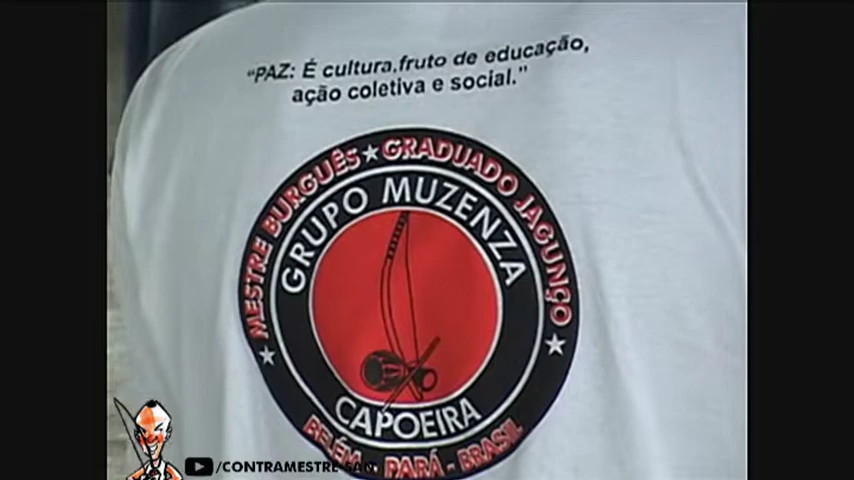 “PAZ: É cultura,fruto de educação,
ação coletiva e social.”
MESTRE BURGUÊS ★ GRADUADO JAGUNÇO
GRUPO MUZENZA
CAPOEIRA
BELÉM - PARÁ - BRASIL
/CONTRAMESTRE-SAN